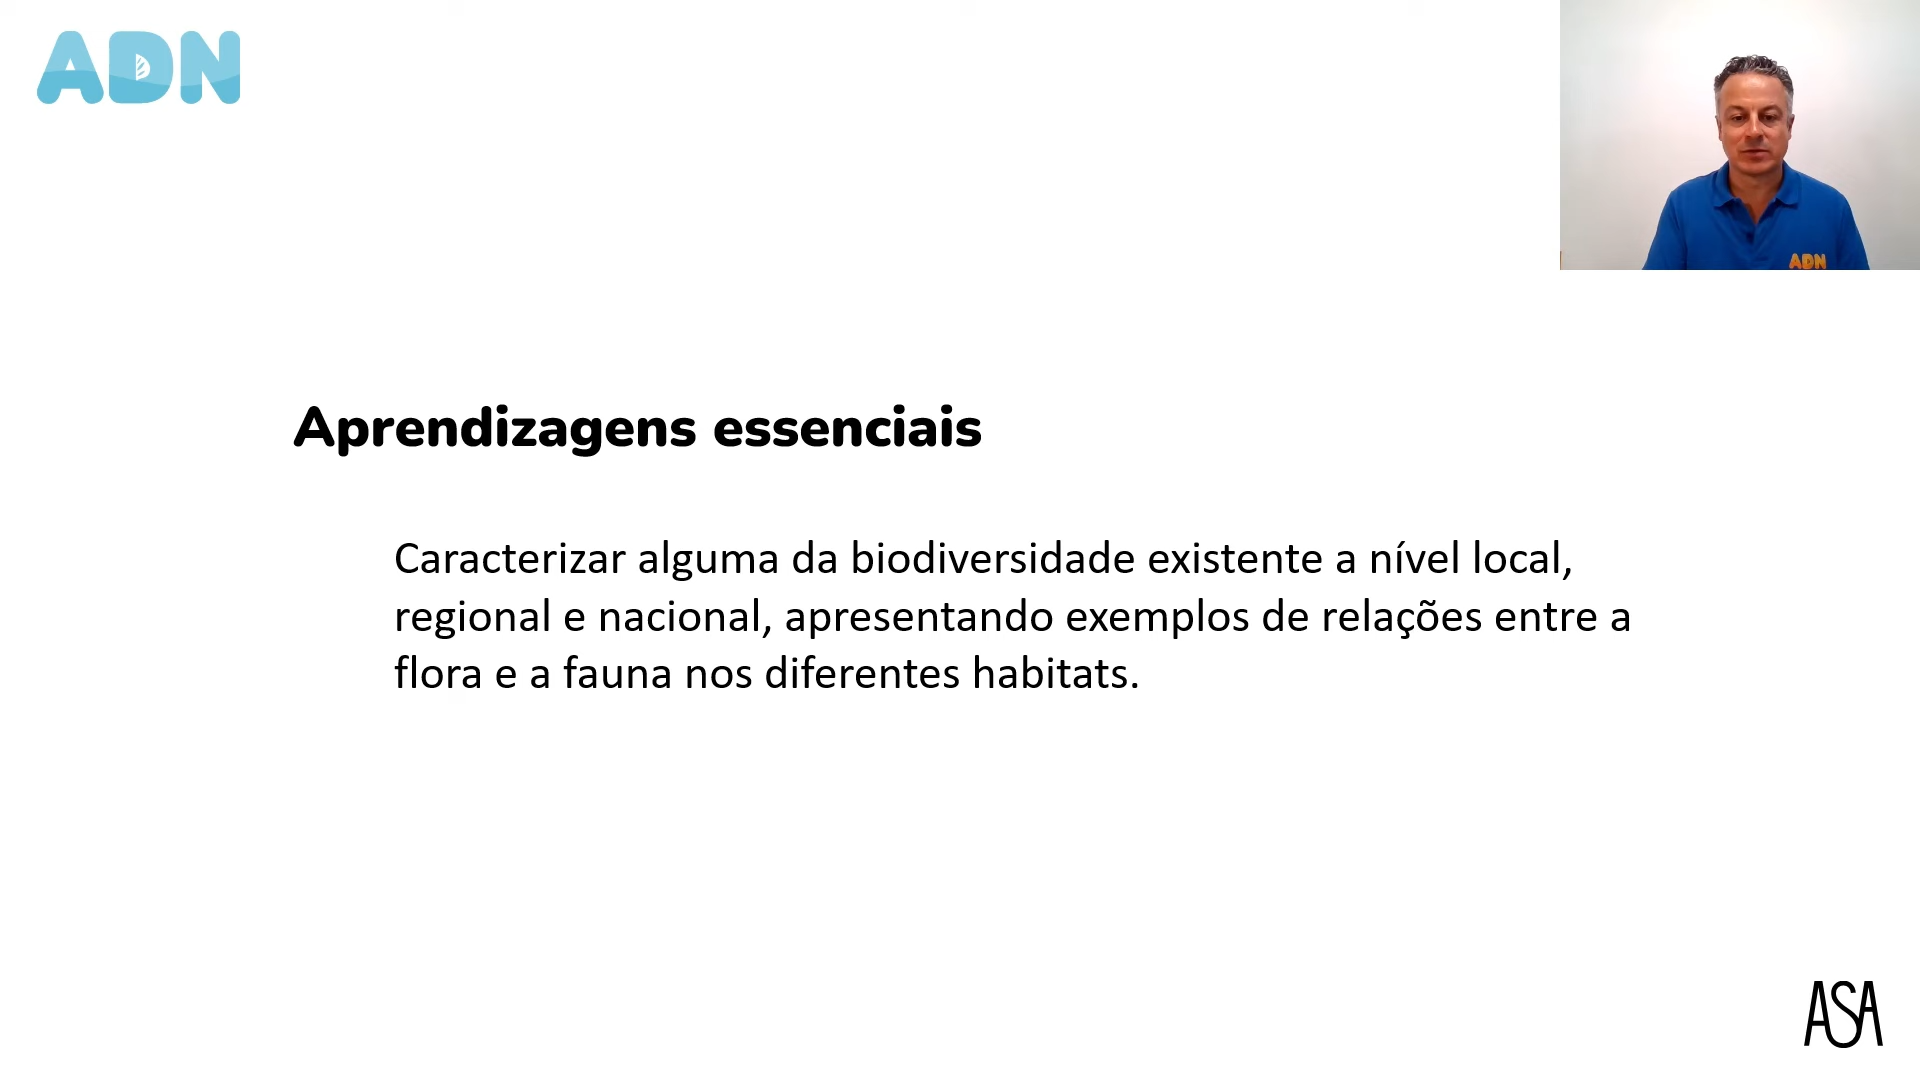 ADN
ADN
Aprendizagens essenciais
Caracterizar alguma da biodiversidade existente a nível local,
regional e nacional, apresentando exemplos de relações entre a
flora e a fauna nos diferentes habitats.
ASA